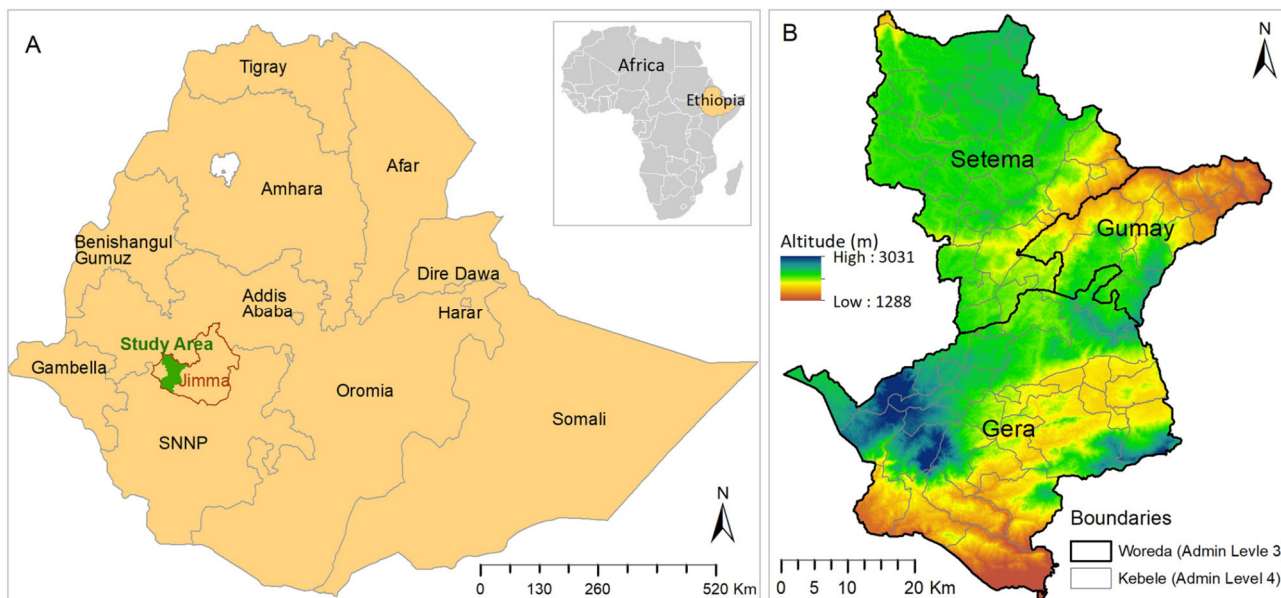 A
Tigray
Afar
Amhara
Benishangul
Gumuz
Dire Dawa
Addis
Ababa
Harar
Study Area
Gambella
Jimma
Oromia
SNNP
Somali
N
0 130 260 520 Km
Africa
Ethiopia
B
N
Setema
Gumay
Altitude (m)
High : 3031
Low : 1288
Gera
Boundaries
Woreda (Admin Levle 3
Kebele (Admin Level 4)
0 5 10 20 Km